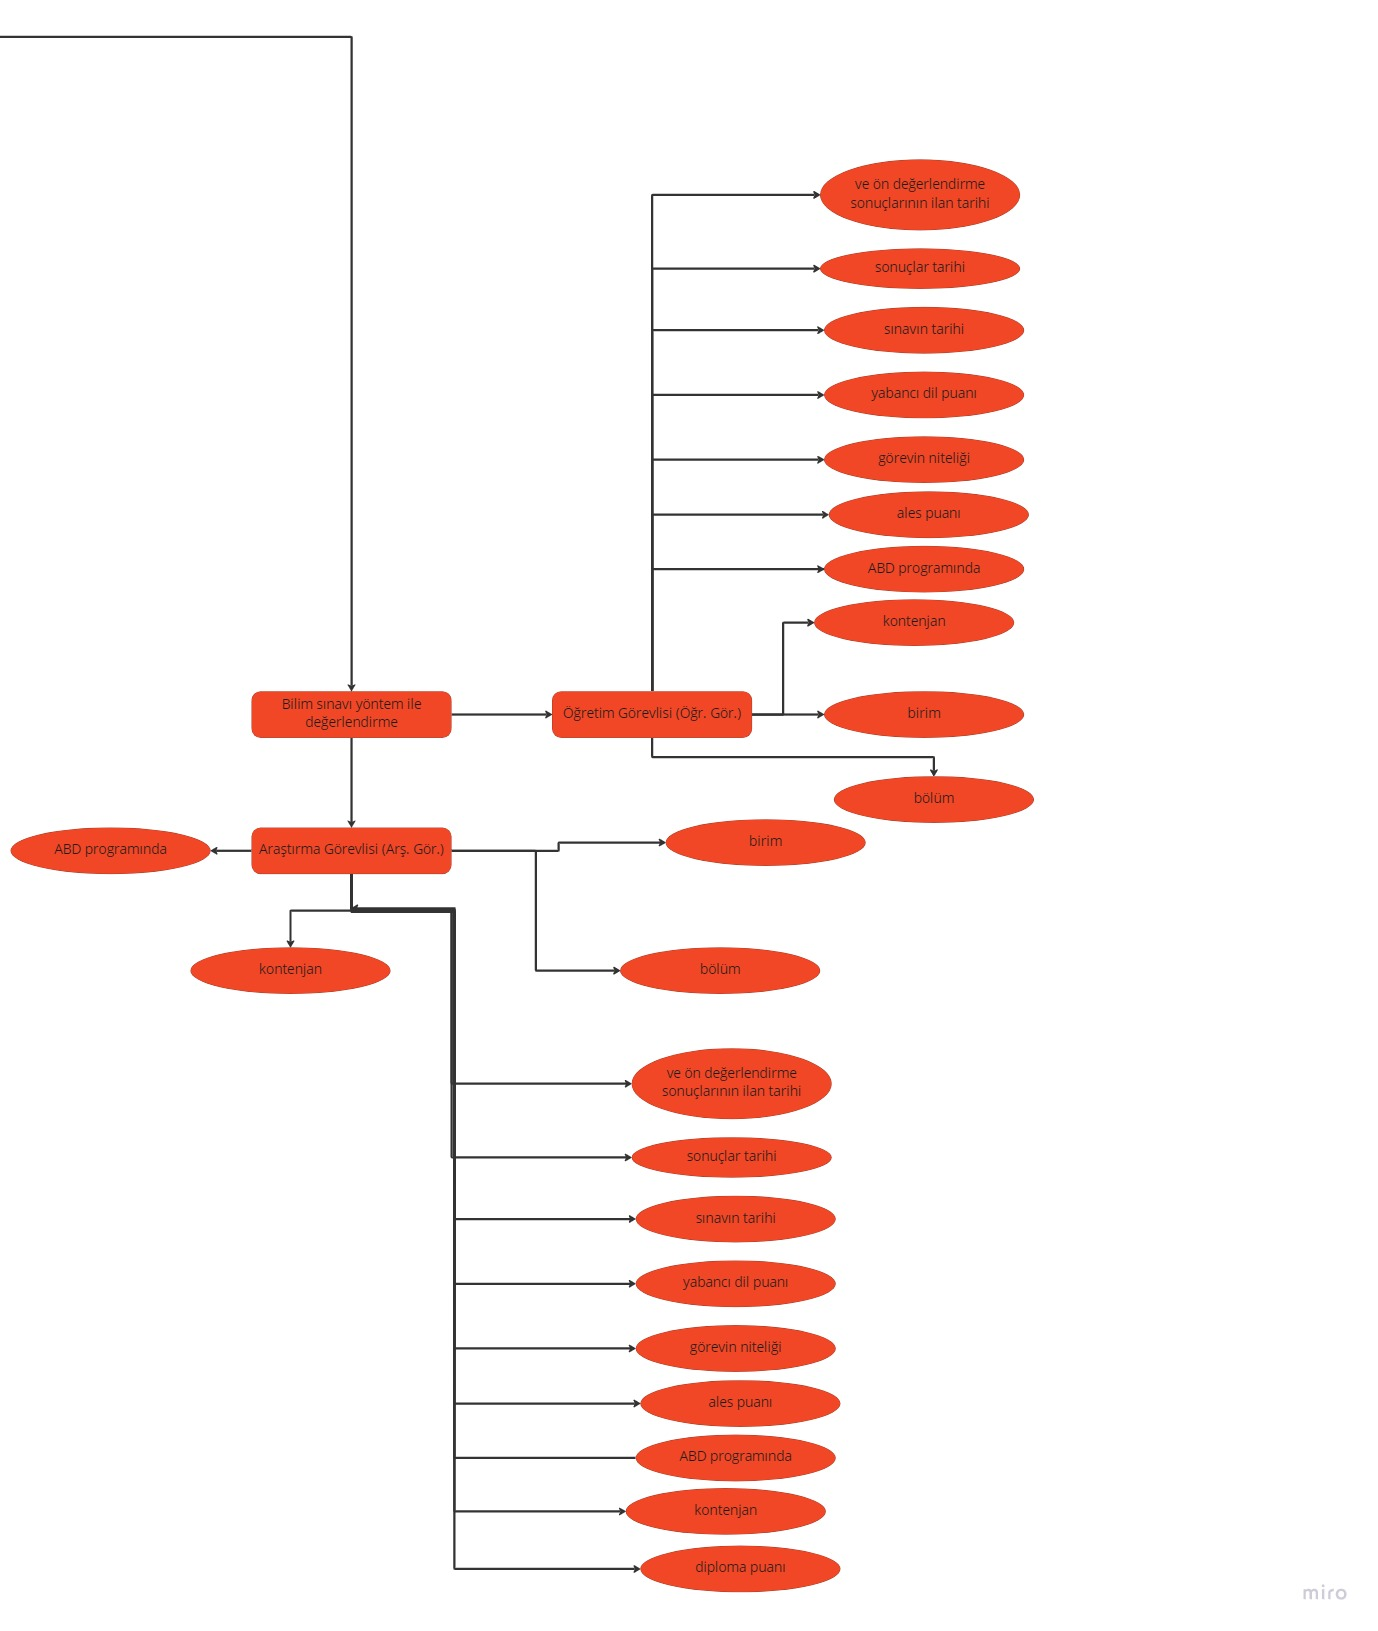 ve ön değerlendirme
sonuçlarının ilan tarihi
sonuçlar tarihi
sınavın tarihi
yabancı dil puanı
görevin niteliği
ales puanı
ABD programında
kontenjan
Bilim sınavı yöntem ile
değerlendirme
Öğretim Görevlisi (Öğr. Gör.)
birim
bölüm
ABD programında
Araştırma Görevlisi (Arş. Gör.)
birim
kontenjan
bölüm
ve ön değerlendirme
sonuçlarının ilan tarihi
sonuçlar tarihi
sınavın tarihi
yabancı dil puanı
görevin niteliği
ales puanı
ABD programında
kontenjan
diploma puanı
miro